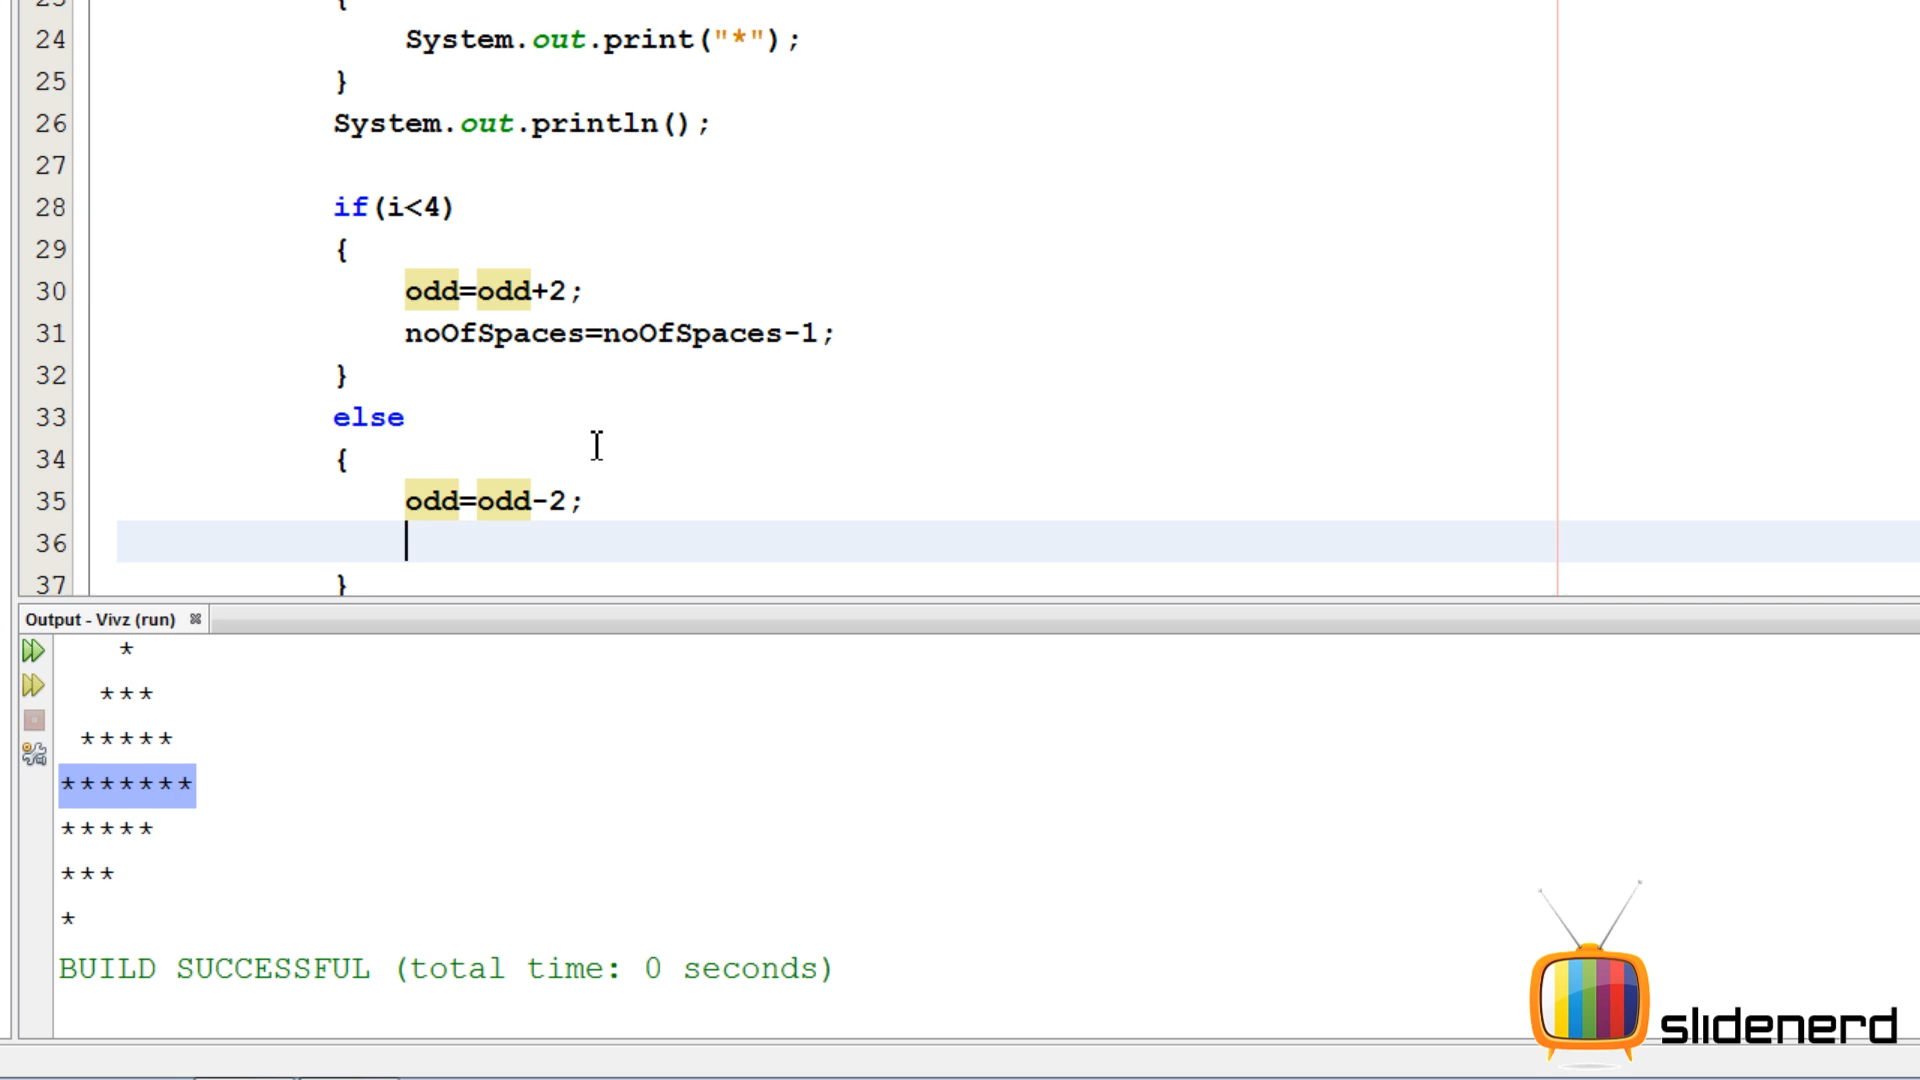 23 {
24 System.out.print("*");
25 }
26 System.out.println();
27
28 if(i<4)
29 {
30 odd=odd+2;
31 noOfSpaces=noOfSpaces-1;
32 }
33 else
34 {
35 odd=odd-2;
36
37 }
Output - Vivz (run)
*
***
*****
*******
*****
***
*
BUILD SUCCESSFUL (total time: 0 seconds)
slidenerd